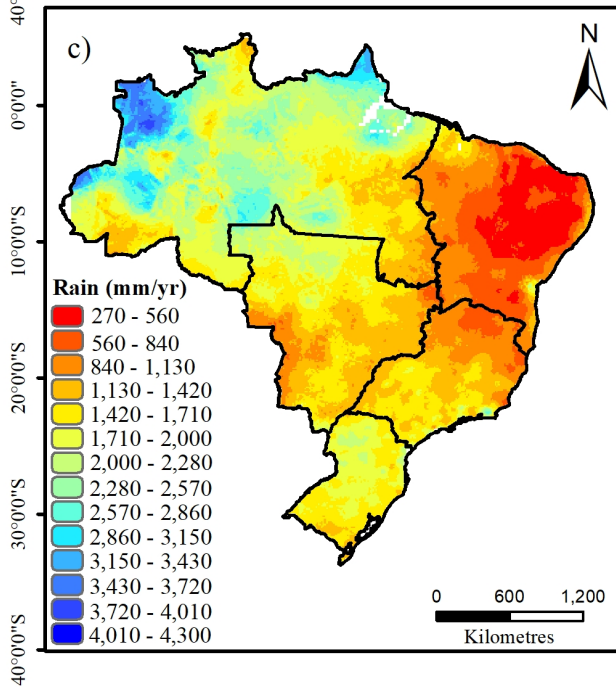 40°
c)
N
0°0'0"
10°0'0"S
20°0'0"S
30°0'0"S
40°0'0"S
Rain (mm/yr)
270 - 560
560 - 840
840 - 1,130
1,130 - 1,420
1,420 - 1,710
1,710 - 2,000
2,000 - 2,280
2,280 - 2,570
2,570 - 2,860
2,860 - 3,150
3,150 - 3,430
3,430 - 3,720
3,720 - 4,010
4,010 - 4,300
0 600 1,200
Kilometres